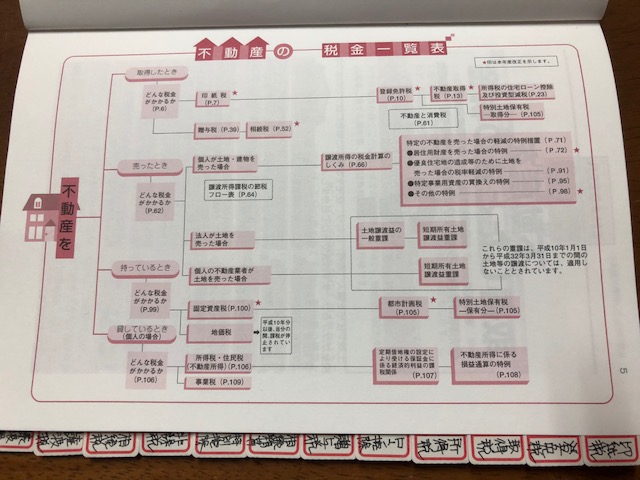 不動産の税金一覧表
★印は本年度改正を示します。
不動産を
取得したとき
どんな税金
がかかるか
(P.6)
印紙税
(P.7)
★
登録免許税
(P.10)
★
不動産取得
税(P.13)
★
所得税の住宅ローン控除
及び投資型減税(P.23)
★
特別土地保有税
―取得分―(P.105)
不動産と消費税
(P.61)
贈与税(P.36)
相続税(P.52)
★
売ったとき
どんな税金
がかかるか
(P.62)
個人が土地・建物を
売った場合
譲渡所得課税の節税
フロー表(P.64)
譲渡所得の税金計算の
しくみ(P.66)
特定の不動産を売った場合の軽減の特例措置(P.71)
●居住用財産を売った場合の特例(P.72)★
●優良住宅地の造成等のために土地を
売った場合の税率軽減の特例(P.91)
●特定事業用資産の買換えの特例(P.95)
●その他の特例(P.98)★
法人が土地を
売った場合
土地譲渡益の
一般重課
短期所有土地
譲渡益重課
短期所有土地
譲渡益重課
これらの重課は、平成10年1月1日
から平成32年3月31日までの間の
土地等の譲渡については、適用し
ないこととされています。
個人の不動産業者が
土地を売った場合
持っているとき
どんな税金
がかかるか
(P.99)
固定資産税(P.100)
★
都市計画税
(P.105)
★
特別土地保有税
―保有分―(P.105)
地価税
平成10年分
以後、当分の
間、課税が停
止されていま
す
貸しているとき
(個人の場合)
どんな税金
がかかるか
(P.106)
所得税・住民税
(不動産所得)(P.106)
事業税(P.109)
定期借地権の設定に
より受ける保証金に
係る経済的利益の課
税関係(P.107)
不動産所得に係る
損益通算の特例
(P.108)
5
印紙税
登免税
取得税
所得税